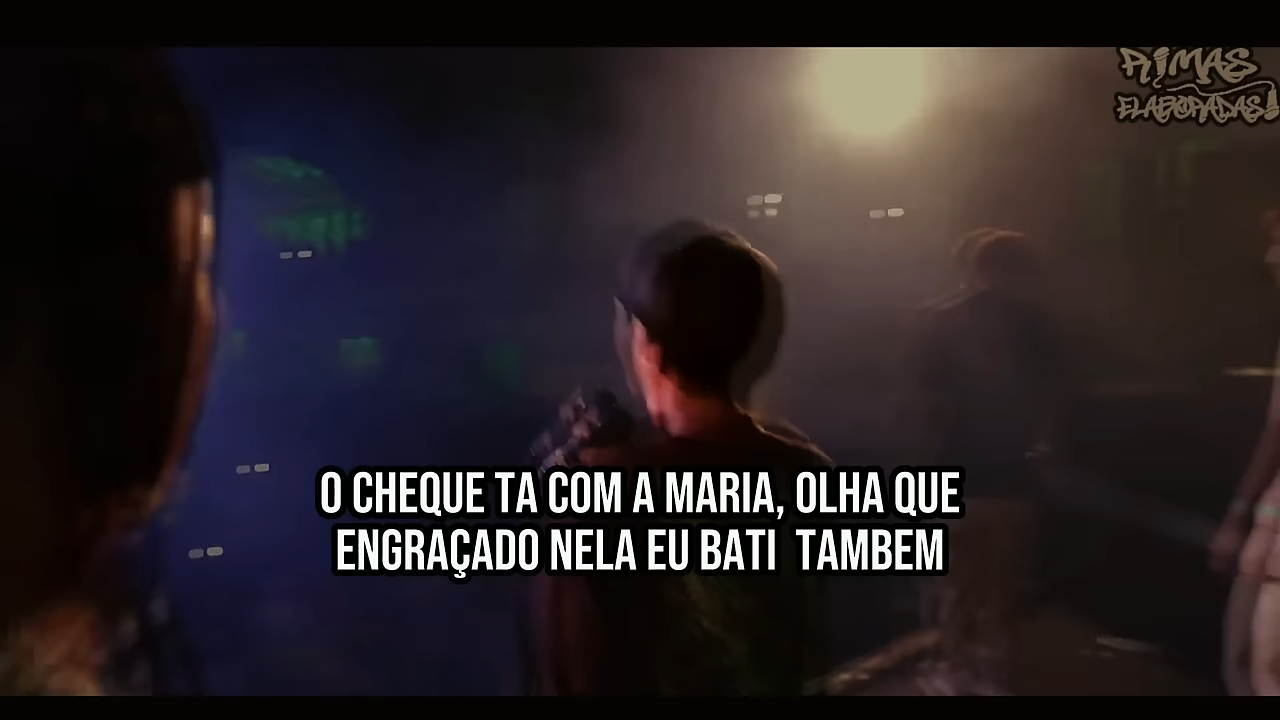 RIMAS
ELABORADAS!
O CHEQUE TA COM A MARIA, OLHA QUE
ENGRAÇADO NELA EU BATI  TAMBEM